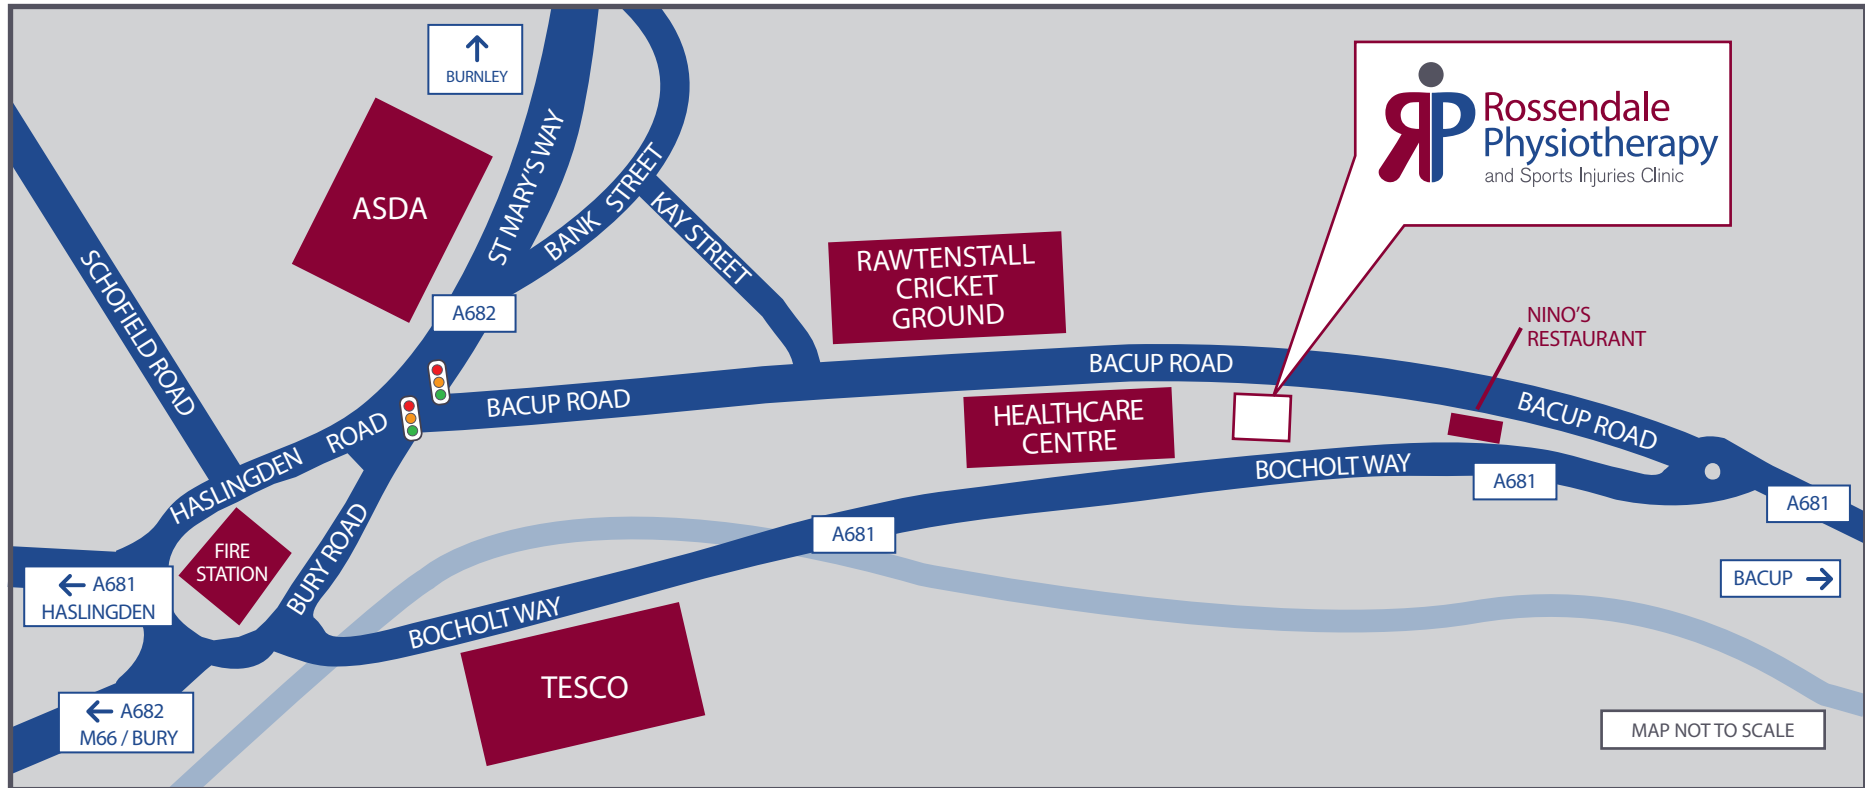 BURNLEY
Rossendale
Physiotherapy
and Sports Injuries Clinic
ASDA
ST MARY'S WAY
BANK STREET
KAY STREET
SCHOFIELD ROAD
A682
RAWTENSTALL
CRICKET
GROUND
NINO'S
RESTAURANT
BACUP ROAD
BACUP ROAD
BACUP ROAD
HEALTHCARE
CENTRE
HASLINGDEN ROAD
BOCHOLT WAY
A681
A681
A681
FIRE
STATION
BURY ROAD
A681
HASLINGDEN
BACUP
BOCHOLT WAY
TESCO
A682
M66 / BURY
MAP NOT TO SCALE